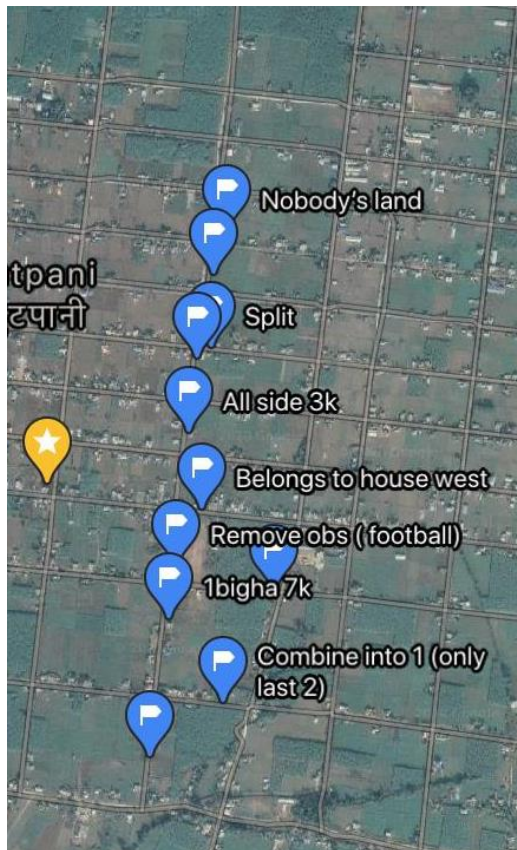 Nobody's land
tpani
टपानी
Split
All side 3k
Belongs to house west
Remove obs ( football)
1bigha 7k
Combine into 1 (only
last 2)